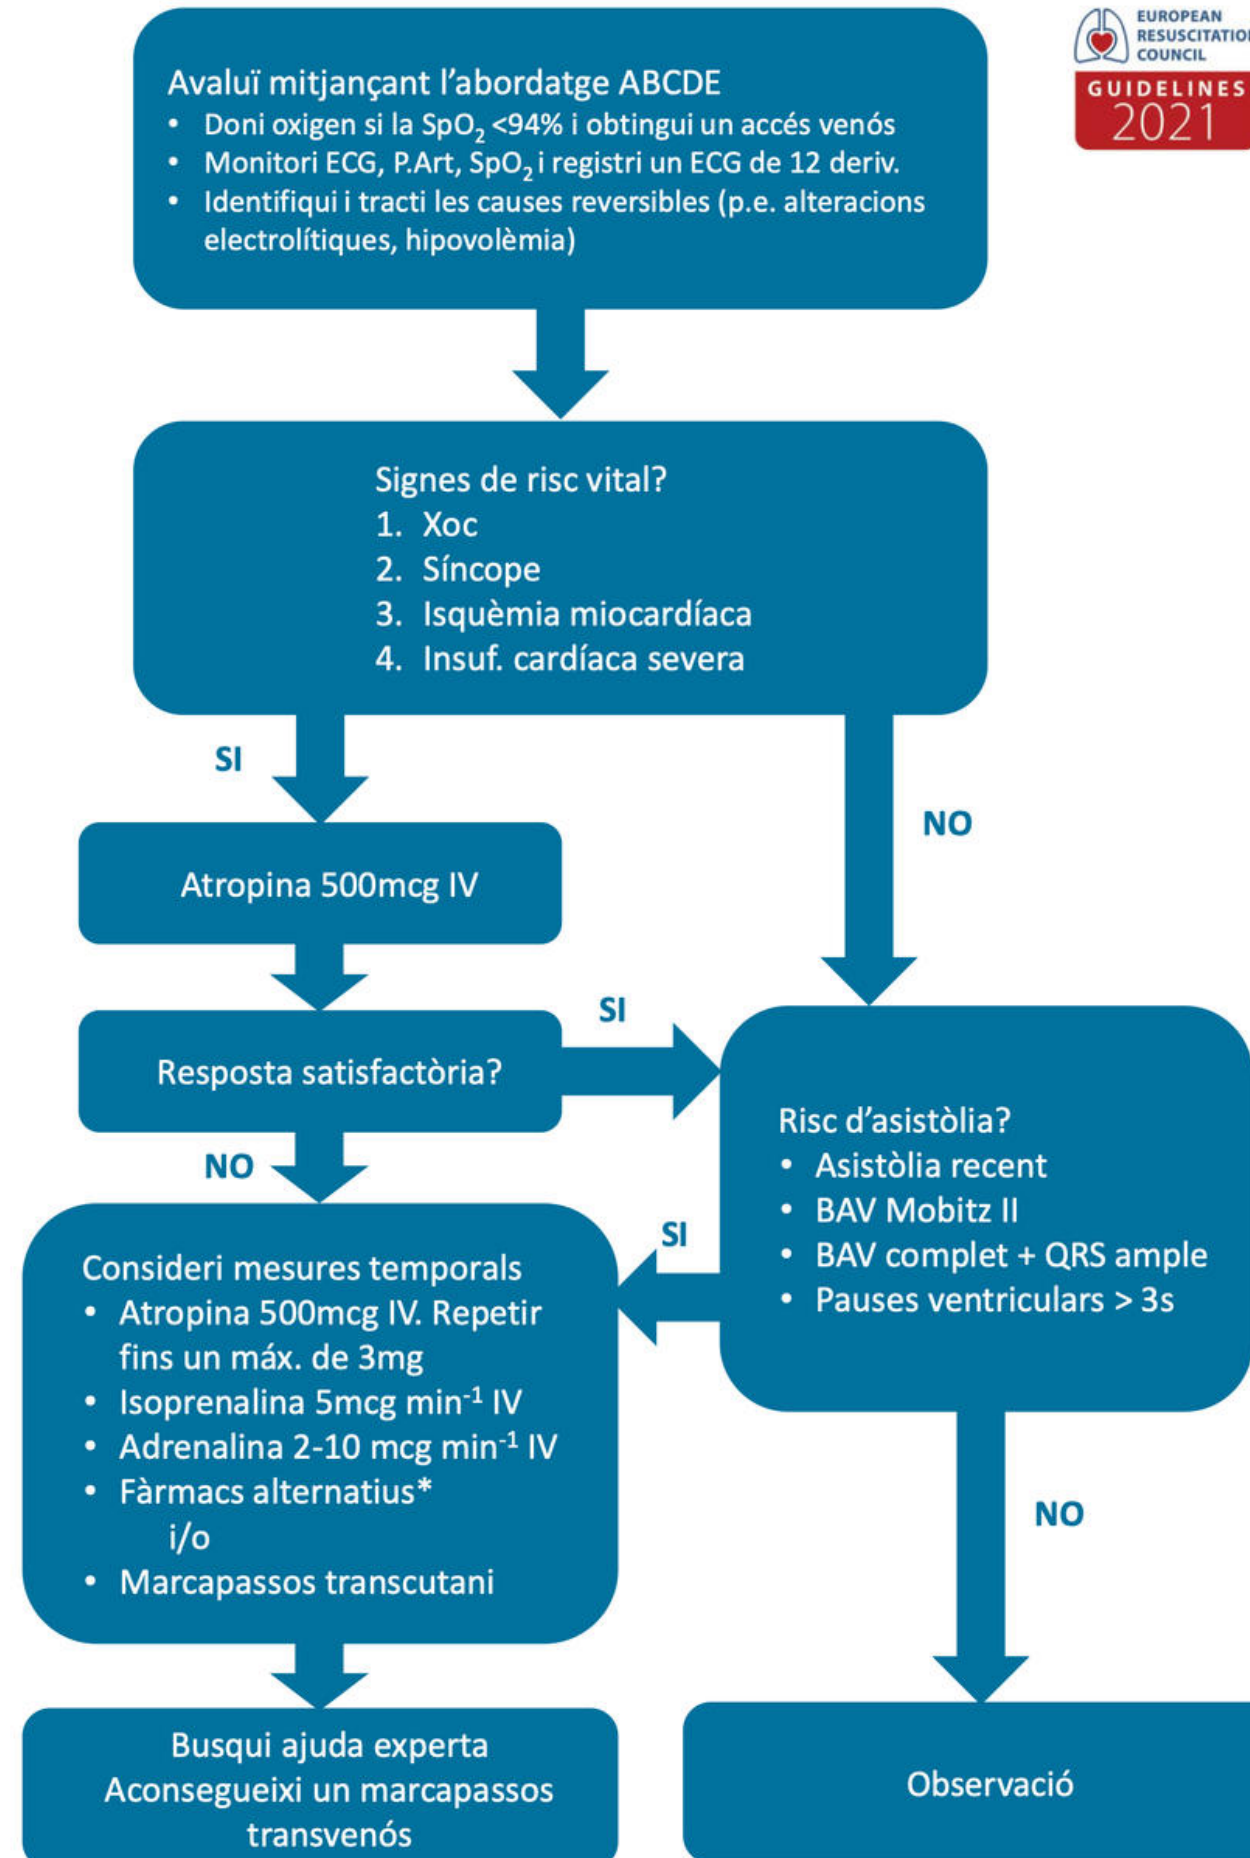 EUROPEAN
RESUSCITATION
COUNCIL
GUIDELINES
2021
Avaluï mitjançant l'abordatge ABCDE
• Doni oxigen si la SpO₂ <94% i obtingui un accés venós
• Monitori ECG, P.Art, SpO₂ i registri un ECG de 12 deriv.
• Identifiqui i tracti les causes reversibles (p.e. alteracions
electrolítiques, hipovolèmia)
Signes de risc vital?
1. Xoc
2. Síncope
3. Isquèmia miocardíaca
4. Insuf. cardíaca severa
SI
NO
Atropina 500mcg IV
Resposta satisfactòria?
SI
NO
Risc d'asistòlia?
• Asistòlia recent
• BAV Mobitz II
• BAV complet + QRS ample
• Pauses ventriculars > 3s
SI
NO
Consideri mesures temporals
• Atropina 500mcg IV. Repetir
fins un máx. de 3mg
• Isoprenalina 5mcg min⁻¹ IV
• Adrenalina 2-10 mcg min⁻¹ IV
• Fàrmacs alternatius*
i/o
• Marcapassos transcutani
Busqui ajuda experta
Aconsegueixi un marcapassos
transvenós
Observació